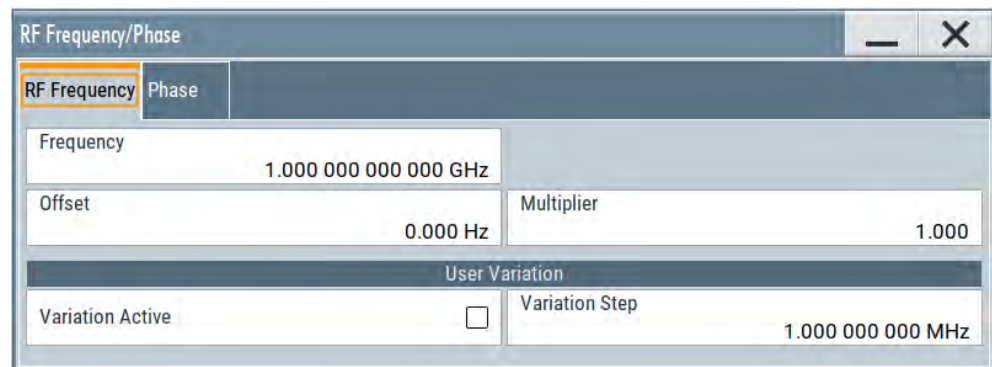 RF Frequency/Phase
RF Frequency Phase
Frequency
1.000 000 000 000 GHz
Offset
0.000 Hz
Multiplier
1.000
User Variation
Variation Active
Variation Step
1.000 000 000 MHz